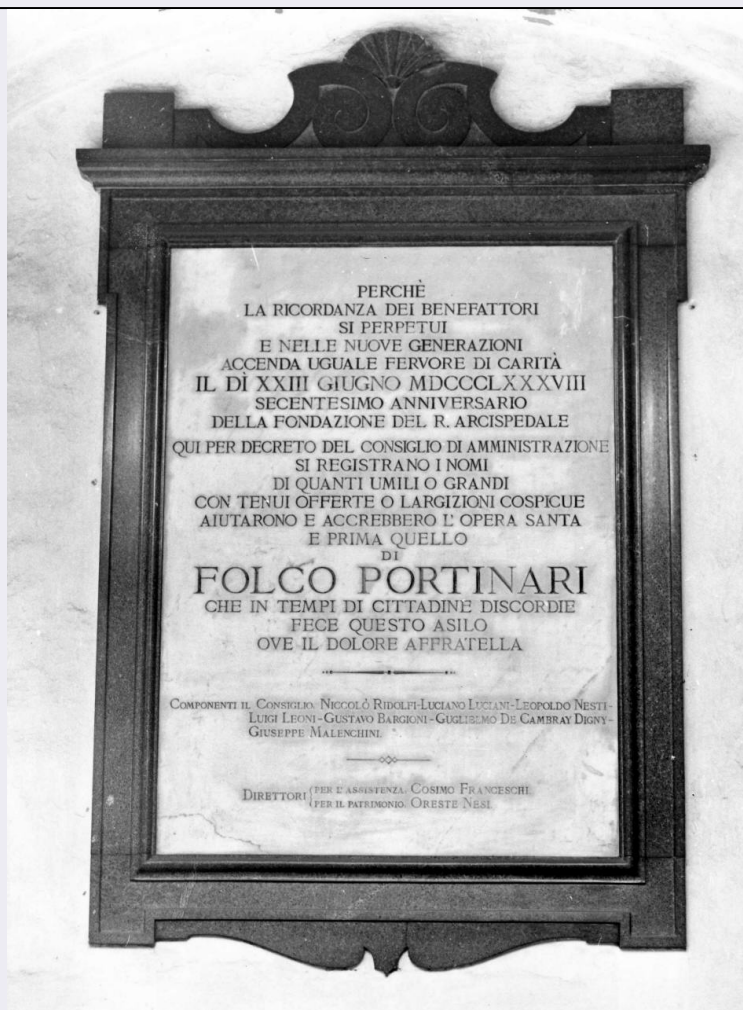 PERCHÈ
LA RICORDANZA DEI BENEFATTORI
SI PERPETUI
E NELLE NUOVE GENERAZIONI
ACCENDA UGUALE FERVORE DI CARITÀ
IL DÌ XXIII GIUGNO MDCCCLXXXVIII
SECENTESIMO ANNIVERSARIO
DELLA FONDAZIONE DEL R. ARCISPEDALE
QUI PER DECRETO DEL CONSIGLIO DI AMMINISTRAZIONE
SI REGISTRANO I NOMI
DI QUANTI UMILI O GRANDI
CON TENUI OFFERTE O LARGIZIONI COSPICUE
AIUTARONO E ACCREBBERO L'OPERA SANTA
E PRIMA QUELLO
DI
FOLCO PORTINARI
CHE IN TEMPI DI CITTADINE DISCORDIE
FECE QUESTO ASILO
OVE IL DOLORE AFFRATELLA
COMPONENTI IL CONSIGLIO. NICCOLÒ RIDOLFI-LUCIANO LUCIANI-LEOPOLDO NESTI-
LUIGI LEONI-GUSTAVO BARGIONI-GUGLIELMO DE CAMBRAY DIGNY-
GIUSEPPE MALENCHINI.
DIRETTORI { PER L'ASSISTENZA. COSIMO FRANCESCHI.
PER IL PATRIMONIO. ORESTE NESI.